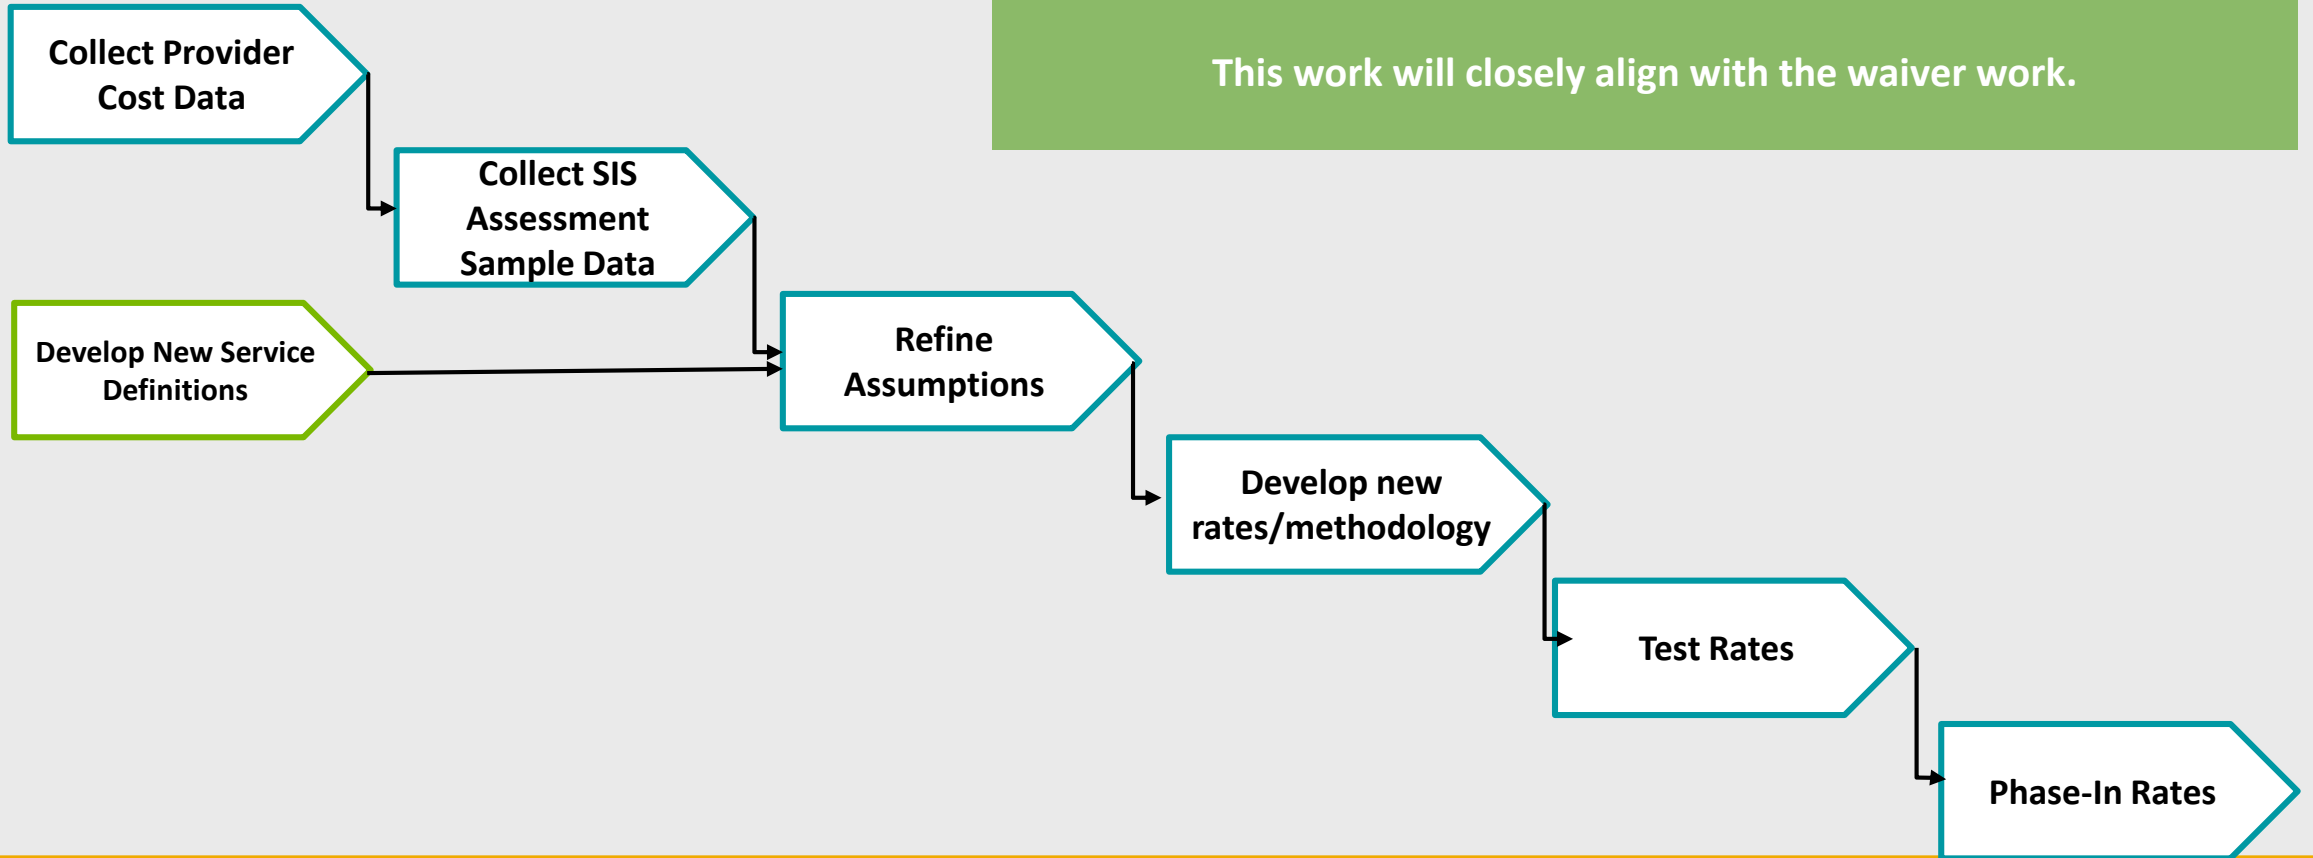 Collect Provider
Cost Data
This work will closely align with the waiver work.
Collect SIS
Assessment
Sample Data
Develop New Service
Definitions
Refine
Assumptions
Develop new
rates/methodology
Test Rates
Phase-In Rates